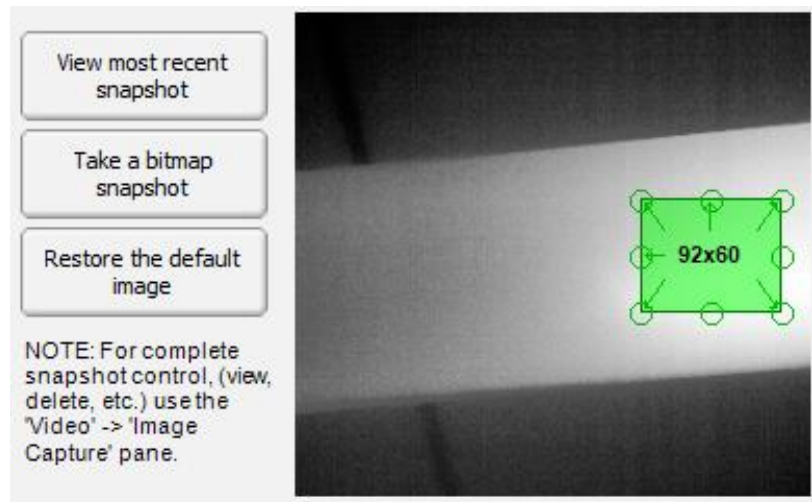 View most recent
snapshot
Take a bitmap
snapshot
Restore the default
image
NOTE: For complete
snapshot control, (view,
delete, etc.) use the
'Video' -> 'Image
Capture' pane.
92x60